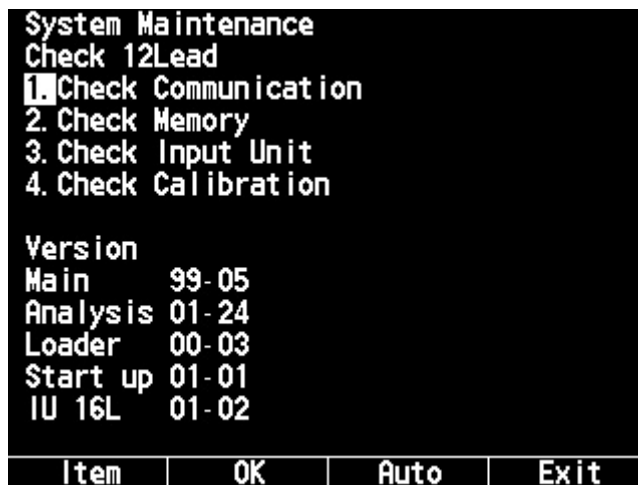 System Maintenance
Check 12Lead
1. Check Communication
2. Check Memory
3. Check Input Unit
4. Check Calibration
Version
Main 99-05
Analysis 01-24
Loader 00-03
Start up 01-01
IU 16L 01-02
Item OK Auto Exit